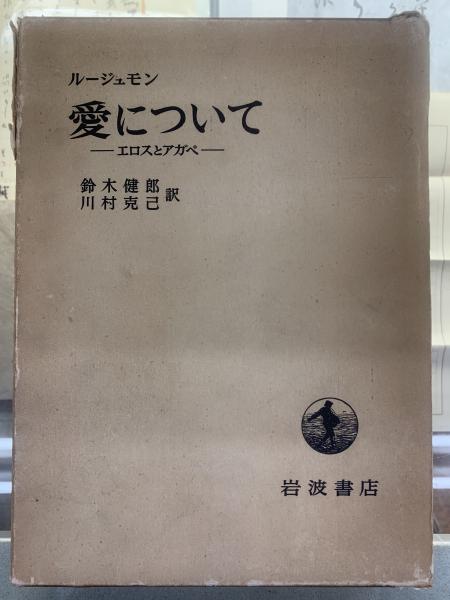 ルージュモン
愛について
―エロスとアガペ―
鈴木健郎
川村克己 訳
岩波書店